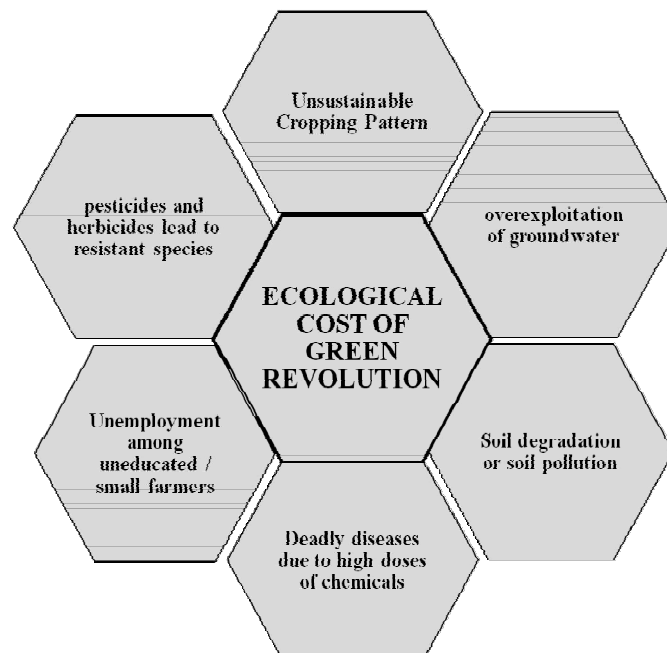 Unsustainable
Cropping Pattern
overexploitation
of groundwater
Soil degradation
or soil pollution
Deadly diseases
due to high doses
of chemicals
Unemployment
among
uneducated /
small farmers
pesticides and
herbicides lead to
resistant species
ECOLOGICAL
COST OF
GREEN
REVOLUTION